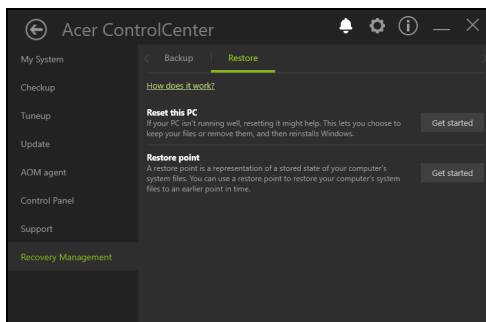 Acer ControlCenter
My System
Checkup
Tuneup
Update
AOM agent
Control Panel
Support
Recovery Management
Backup
Restore
How does it work?
Reset this PC
If your PC isn't running well, resetting it might help. This lets you choose to
keep your files or remove them, and then reinstalls Windows.
Get started
Restore point
A restore point is a representation of a stored state of your computer's
system files. You can use a restore point to restore your computer's system
files to an earlier point in time.
Get started